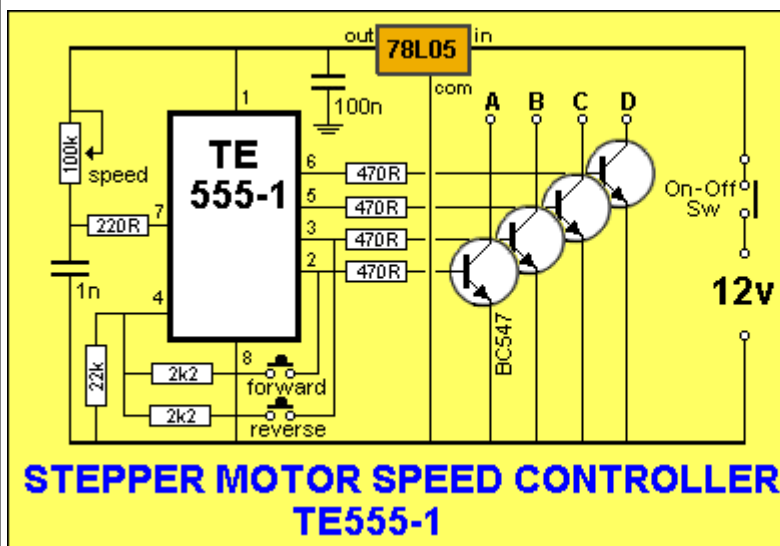 out
78L05
in
com
100n
1
A B C D
TE
555-1
100k
speed
6
470R
5
470R
3
470R
2
470R
7
220R
On-Off
Sw
1n
4
12v
BC547
22k
8
2k2
forward
2k2
reverse
STEPPER MOTOR SPEED CONTROLLER
TE555-1